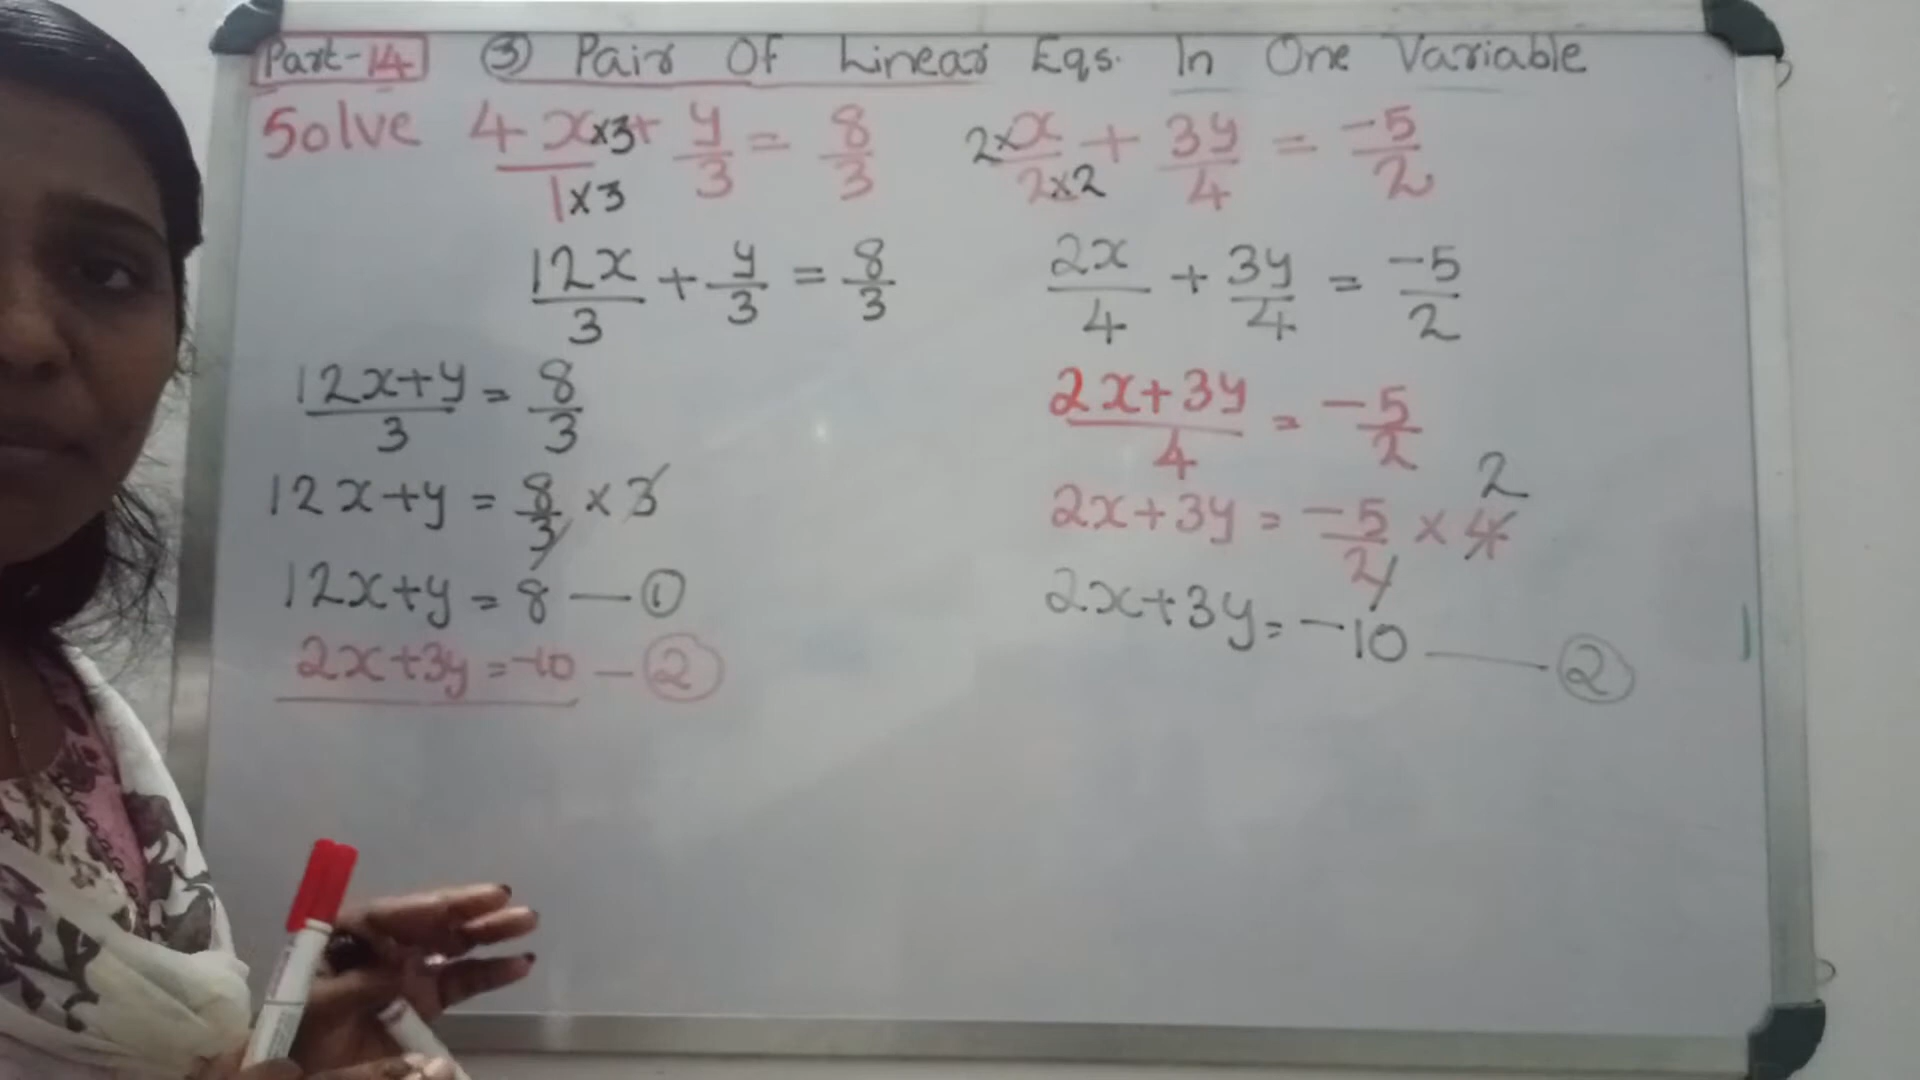 Part-14 ③ Pair Of Linear Eqs. In One Variable
Solve 4x×3/1×3 + y/3 = 8/3
2×x/2×2 + 3y/4 = -5/2
12x/3 + y/3 = 8/3
2x/4 + 3y/4 = -5/2
12x+y/3 = 8/3
2x+3y/4 = -5/2
12x+y = 8/3 × 3
2x+3y = -5/2 × 4 2
12x+y = 8 — ①
2x+3y = -10 — ②
2x+3y = -10 — ②